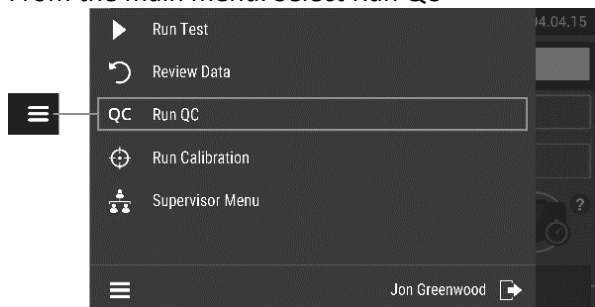 From the main menu. select Run QC
Run Test
04.04.15
Review Data
QC Run QC
Run Calibration
Supervisor Menu
?
Jon Greenwood